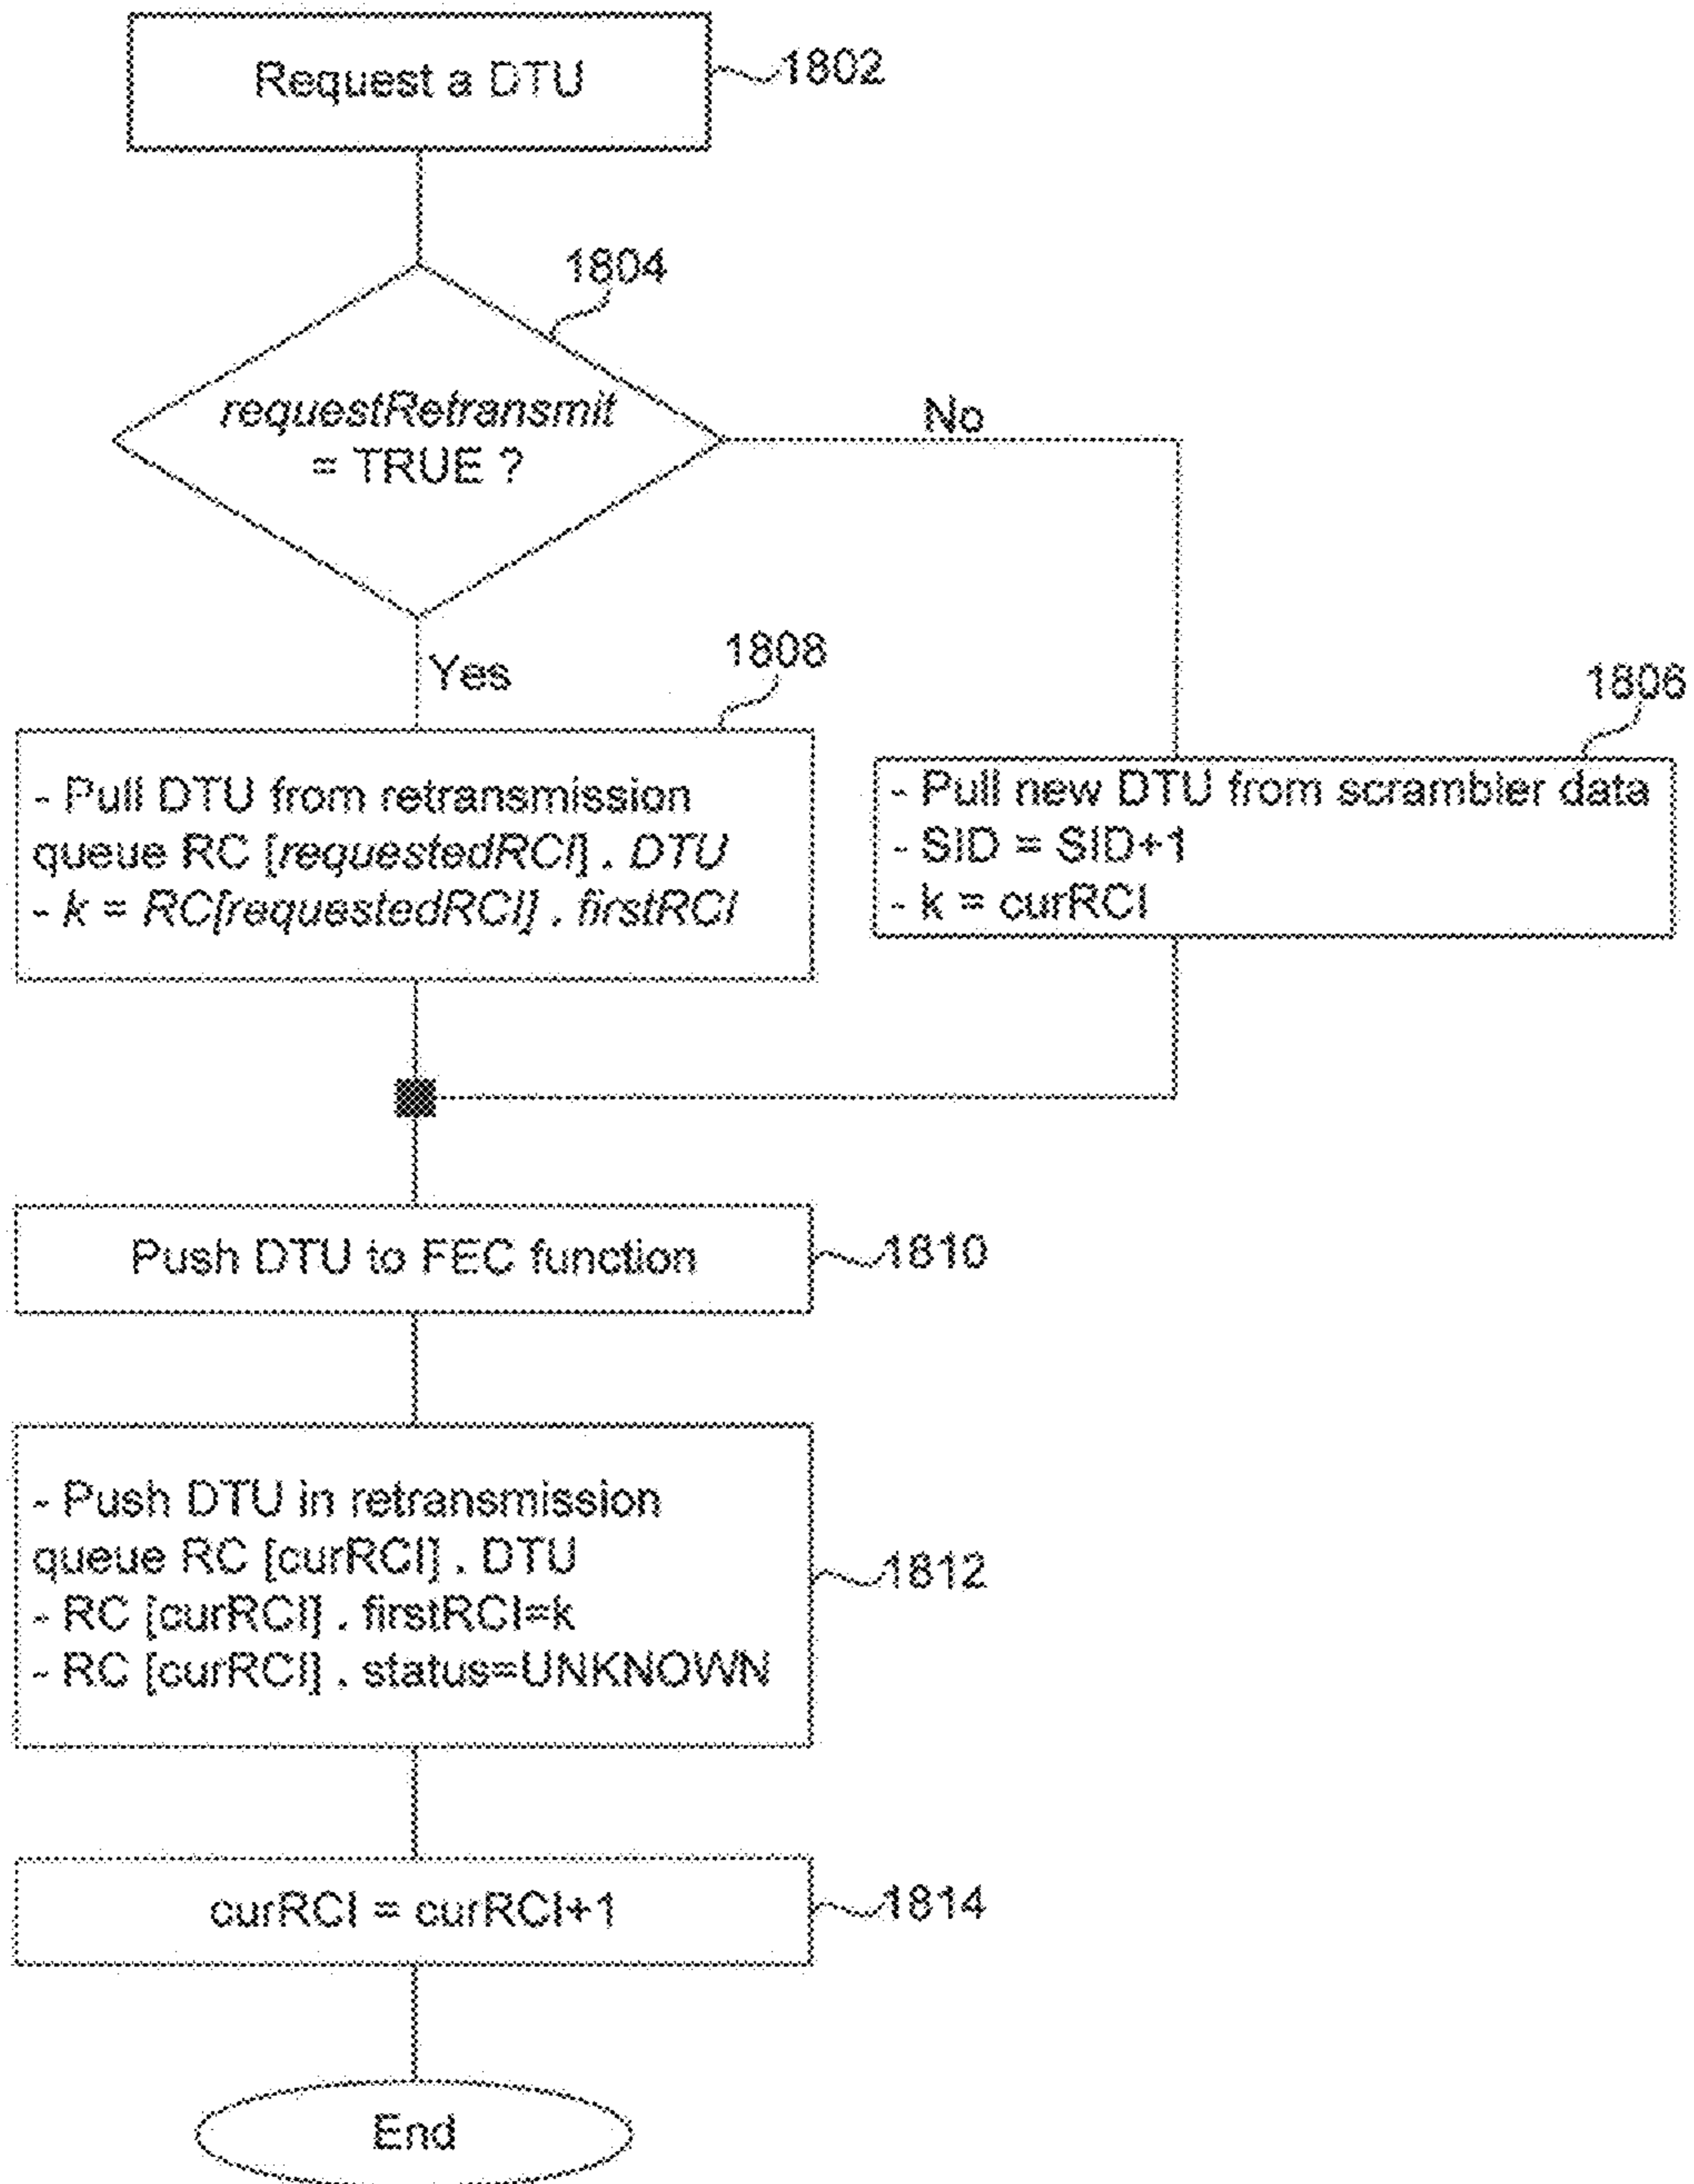 Request a DTU
1802
1804
requestRetransmit
= TRUE ?
No
Yes
1808
1806
- Pull DTU from retransmission
queue RC [requestedRCI] . DTU
- k = RC[requestedRCI] . firstRCI
- Pull new DTU from scrambler data
- SID = SID+1
- k = curRCI
Push DTU to FEC function
1810
- Push DTU in retransmission
queue RC [curRCI] . DTU
- RC [curRCI] . firstRCI=k
- RC [curRCI] . status=UNKNOWN
1812
curRCI = curRCI+1
1814
End